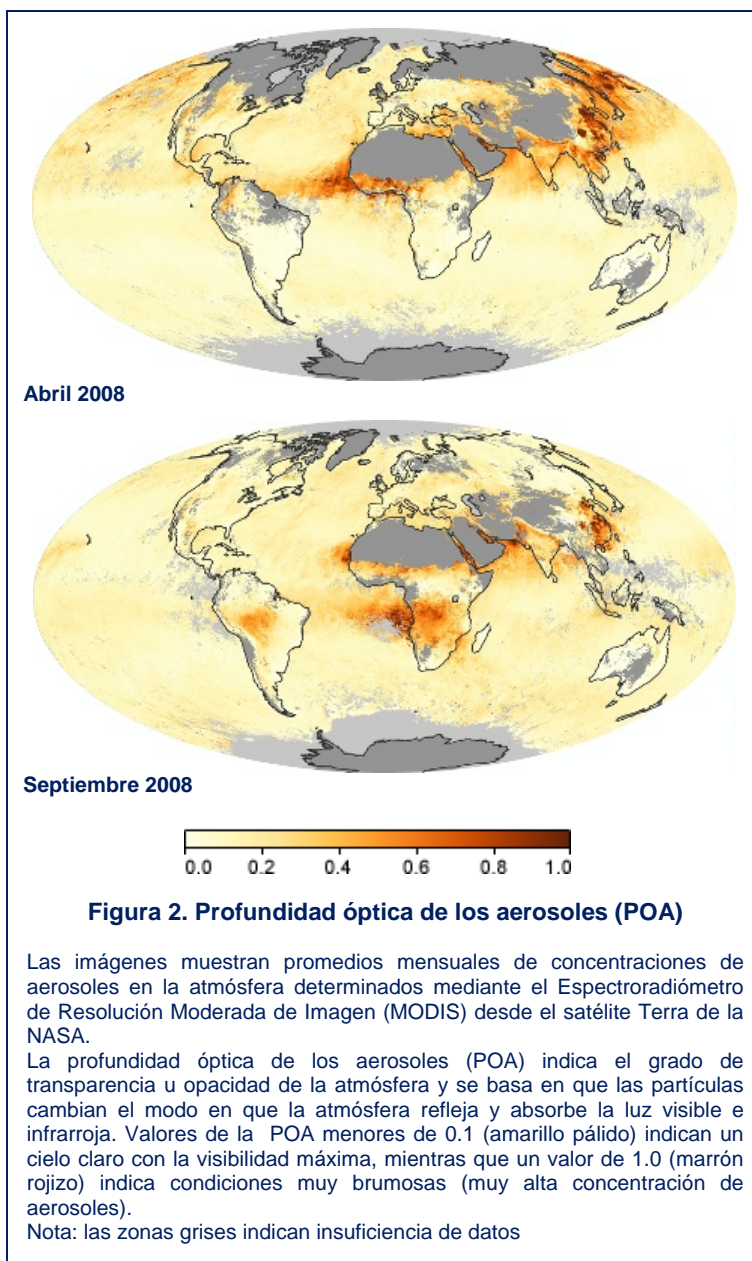 Abril 2008
Septiembre 2008
0.0 0.2 0.4 0.6 0.8 1.0
Figura 2. Profundidad óptica de los aerosoles (POA)
Las imágenes muestran promedios mensuales de concentraciones de
aerosoles en la atmósfera determinados mediante el Espectroradiómetro
de Resolución Moderada de Imagen (MODIS) desde el satélite Terra de la
NASA.
La profundidad óptica de los aerosoles (POA) indica el grado de
transparencia u opacidad de la atmósfera y se basa en que las partículas
cambian el modo en que la atmósfera refleja y absorbe la luz visible e
infrarroja. Valores de la POA menores de 0.1 (amarillo pálido) indican un
cielo claro con la visibilidad máxima, mientras que un valor de 1.0 (marrón
rojizo) indica condiciones muy brumosas (muy alta concentración de
aerosoles).
Nota: las zonas grises indican insuficiencia de datos